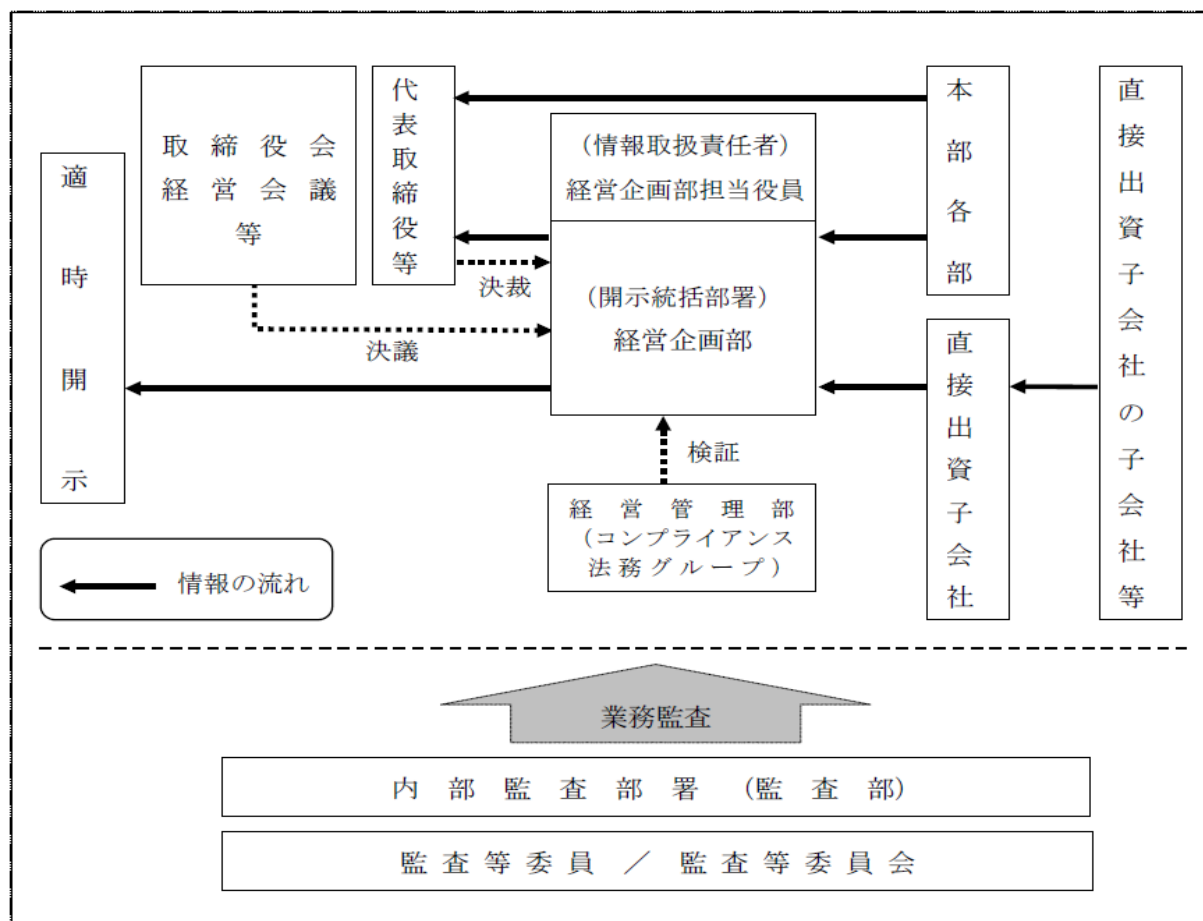 適時開示
取締役会
経営会議
等
代表取締役等
(情報取扱責任者)
経営企画部担当役員
(開示統括部署)
経営企画部
本部各部
直接出資子会社
直接出資子会社の子会社等
決裁
決議
検証
経営管理部
(コンプライアンス
法務グループ)
情報の流れ
業務監査
内部監査部署(監査部)
監査等委員/監査等委員会